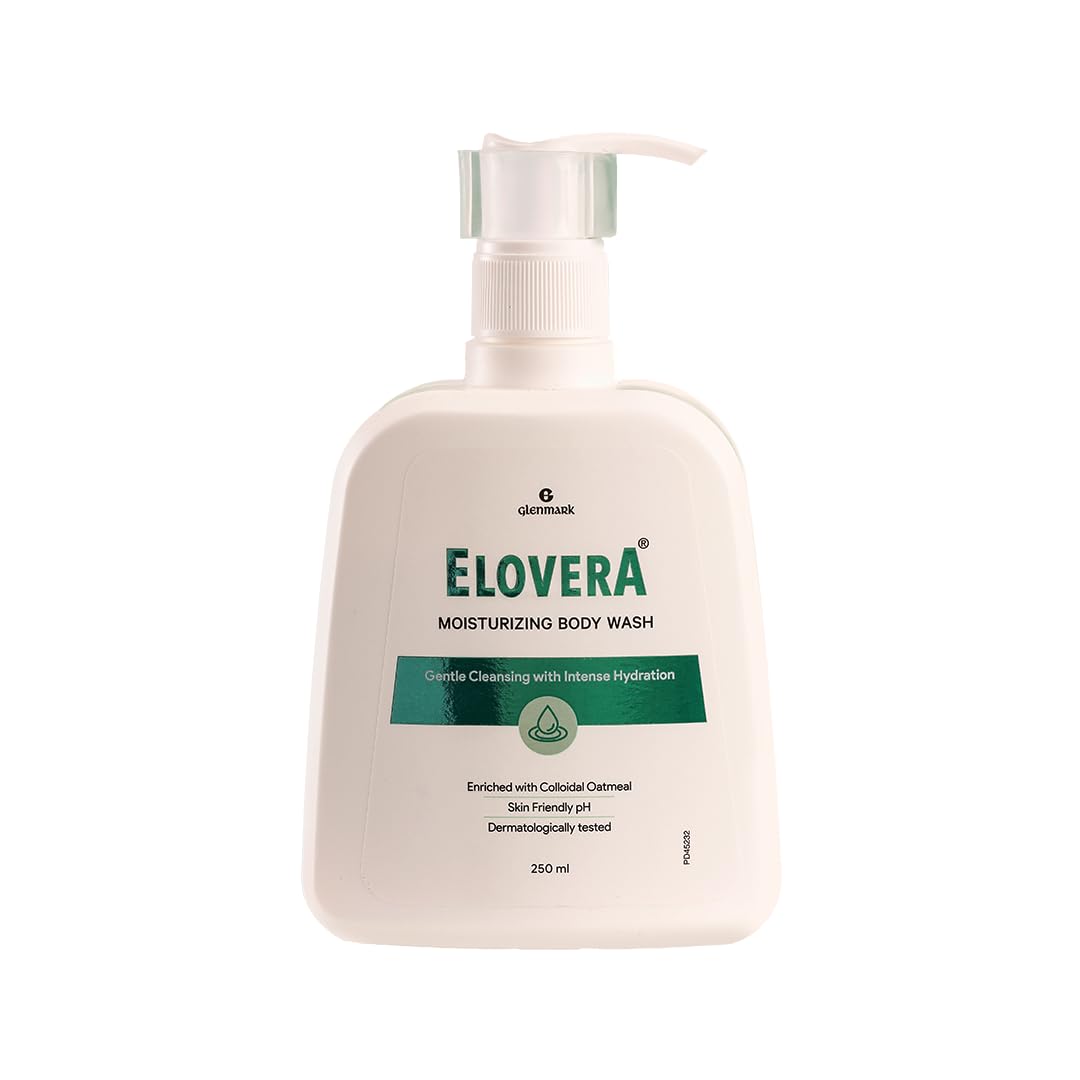 Glenmark
ELOVERA®
MOISTURIZING BODY WASH
Gentle Cleansing with Intense Hydration
Enriched with Colloidal Oatmeal
Skin Friendly pH
Dermatologically tested
250 ml
PD45232